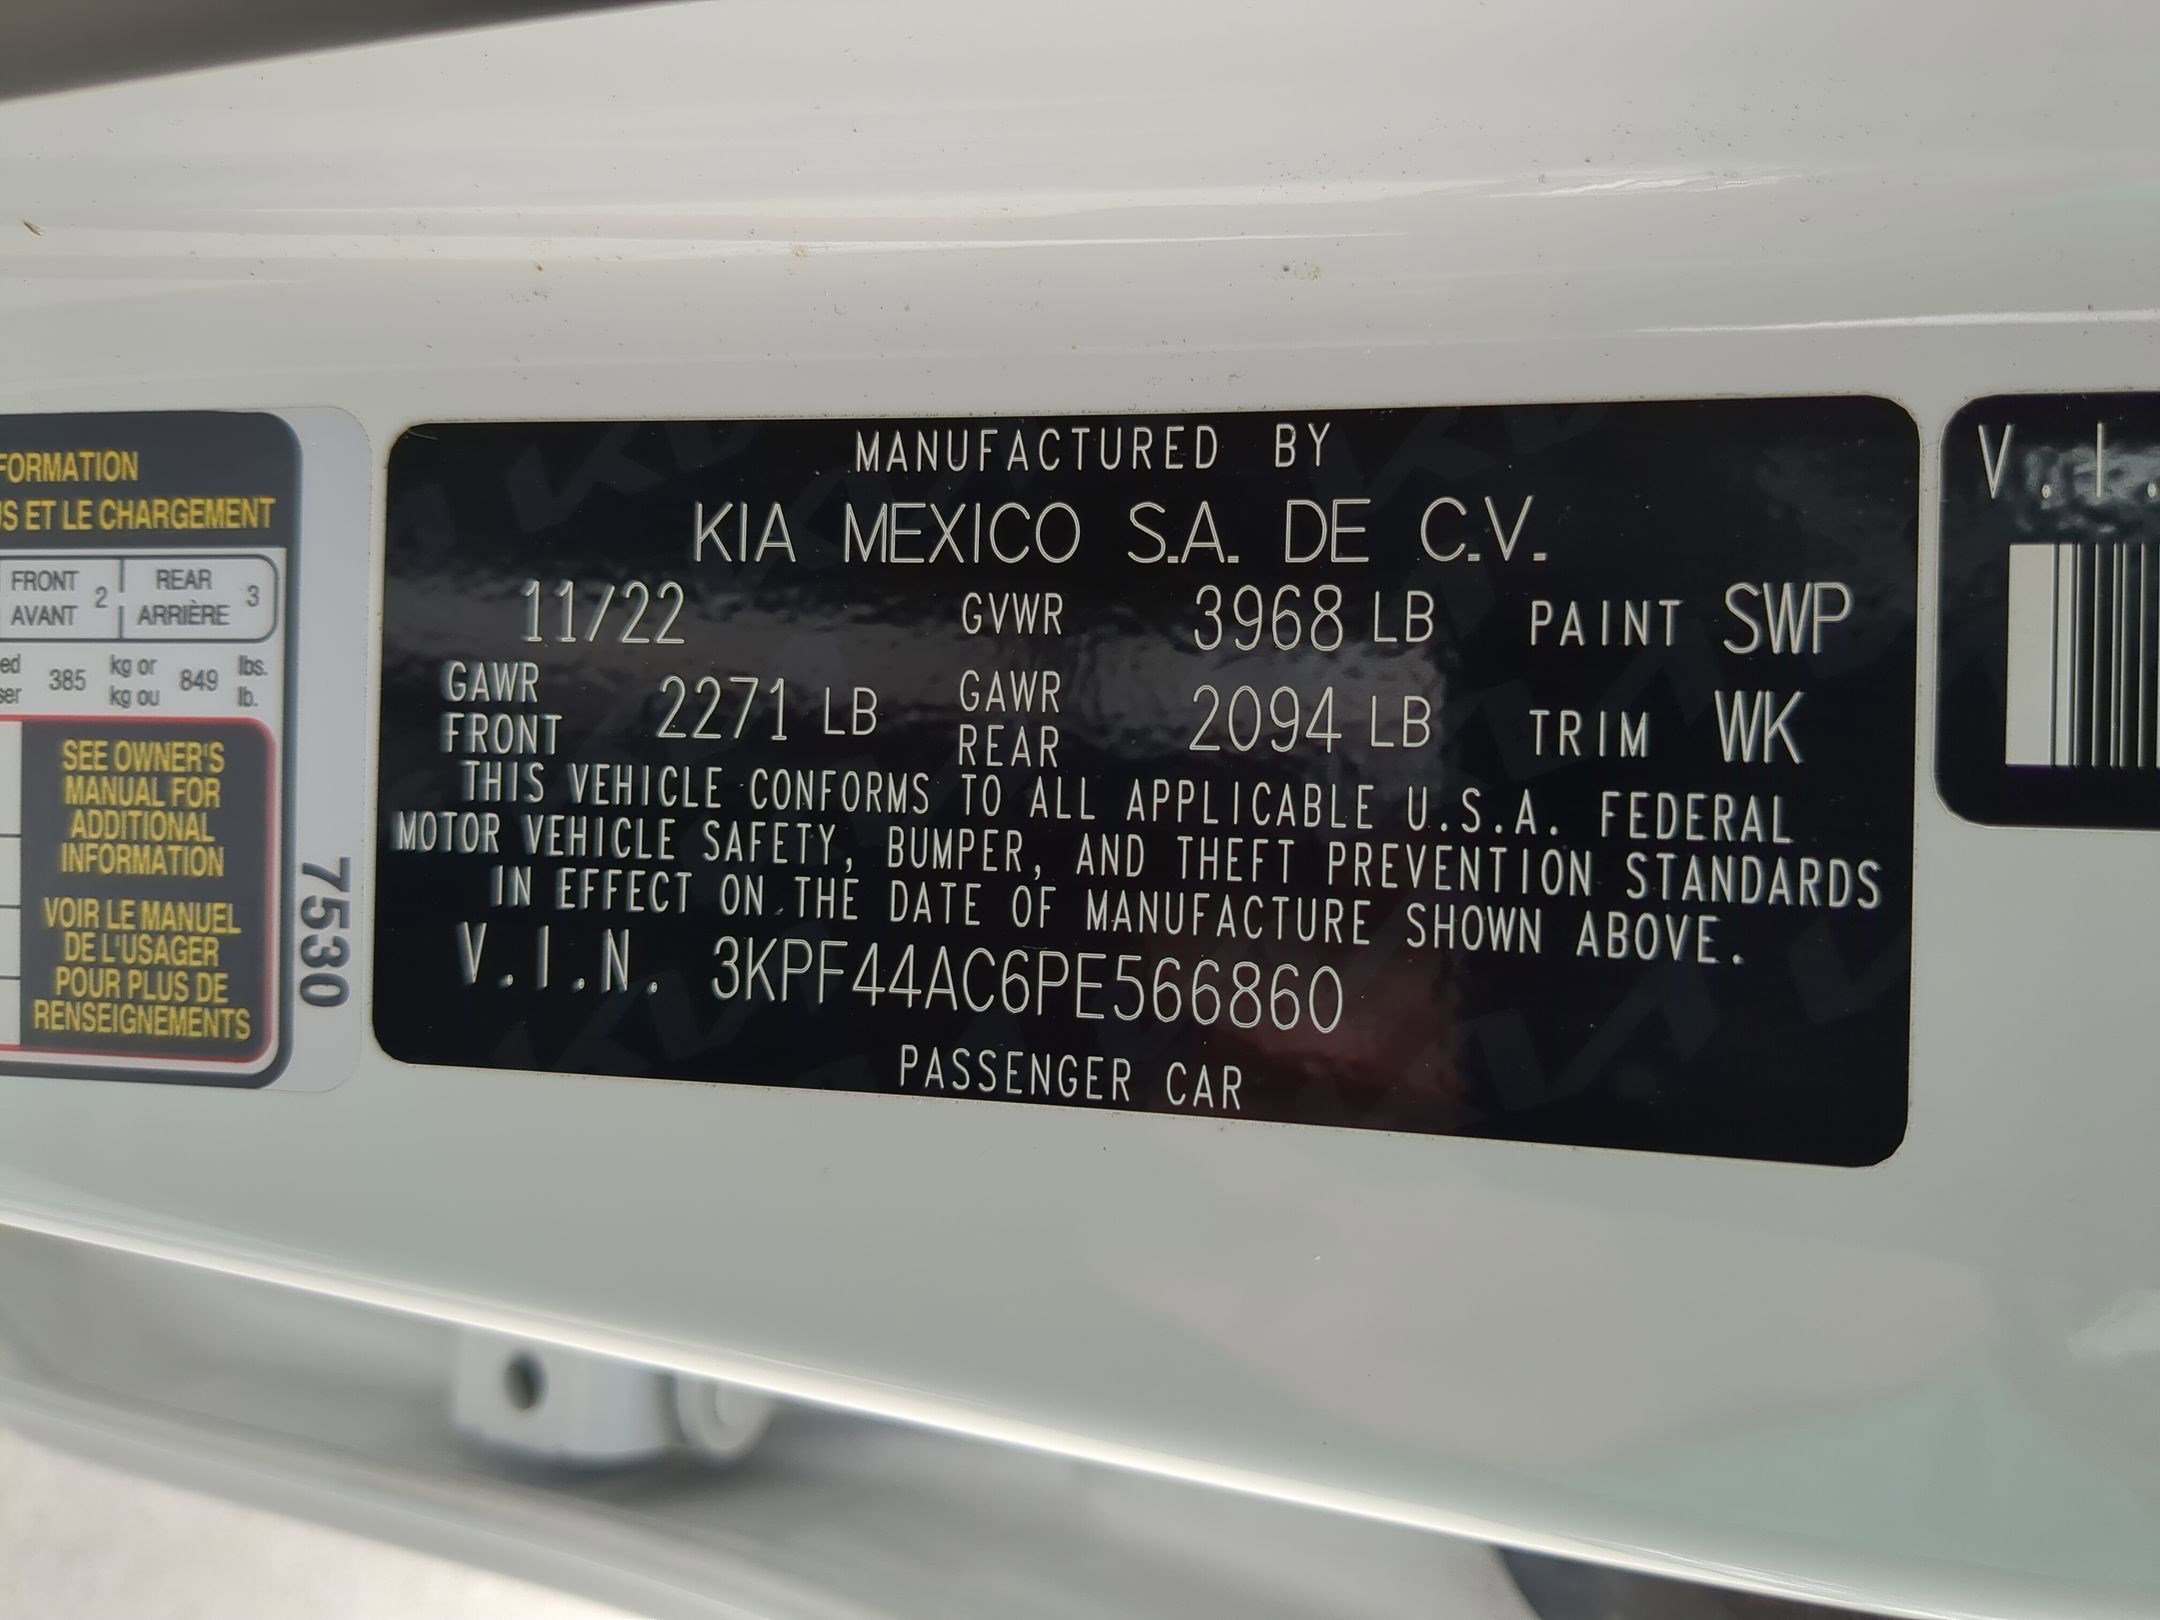 FORMATION
S ET LE CHARGEMENT
FRONT 2 REAR 3
AVANT ARRIÈRE
385 kg or 849 lbs.
kg ou lb.
SEE OWNER'S
MANUAL FOR
ADDITIONAL
INFORMATION
VOIR LE MANUEL
DE L'USAGER
POUR PLUS DE
RENSEIGNEMENTS
7530
MANUFACTURED BY
KIA MEXICO S.A. DE C.V.
11/22 GVWR 3968 LB PAINT SWP
GAWR FRONT 2271 LB GAWR REAR 2094 LB TRIM WK
THIS VEHICLE CONFORMS TO ALL APPLICABLE U.S.A. FEDERAL
MOTOR VEHICLE SAFETY, BUMPER, AND THEFT PREVENTION STANDARDS
IN EFFECT ON THE DATE OF MANUFACTURE SHOWN ABOVE.
V.I.N. 3KPF44AC6PE566860
PASSENGER CAR
V.I.